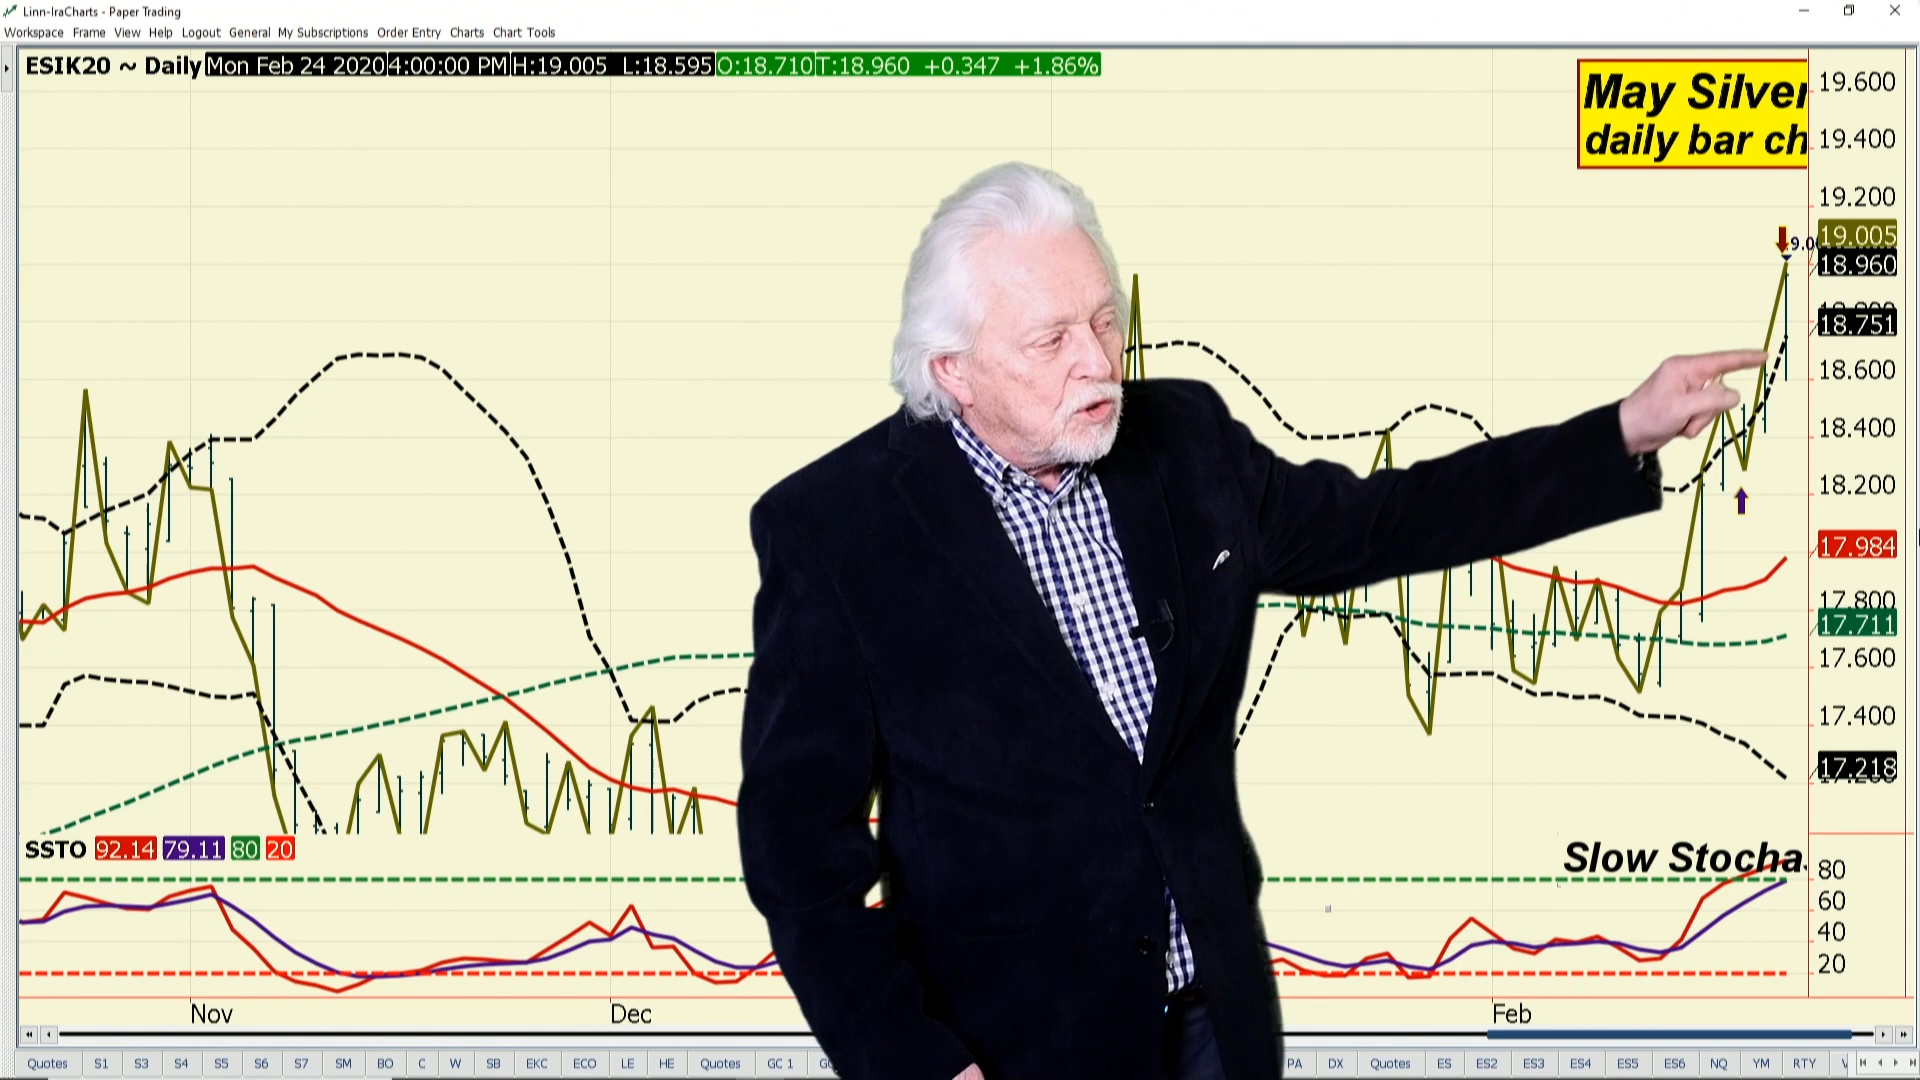 Linn-IraCharts - Paper Trading
Workspace Frame View Help Logout General My Subscriptions Order Entry Charts Chart Tools
ESIK20 ~ Daily Mon Feb 24 2020 4:00:00 PM H:19.005 L:18.595 O:18.710 T:18.960 +0.347 +1.86%
May Silver
daily bar ch
19.600
19.400
19.200
19.005
18.960
18.751
18.600
18.400
18.200
17.984
17.800
17.711
17.600
17.400
17.218
SSTO 92.14 79.11 80 20
Slow Stocha
80
60
40
20
Nov Dec Feb
Quotes S1 S3 S4 S5 S6 S7 SM BO C W SB EKC ECO LE HE Quotes GC 1 PA DX Quotes ES ES2 ES3 ES4 ES5 ES6 NQ YM RTY